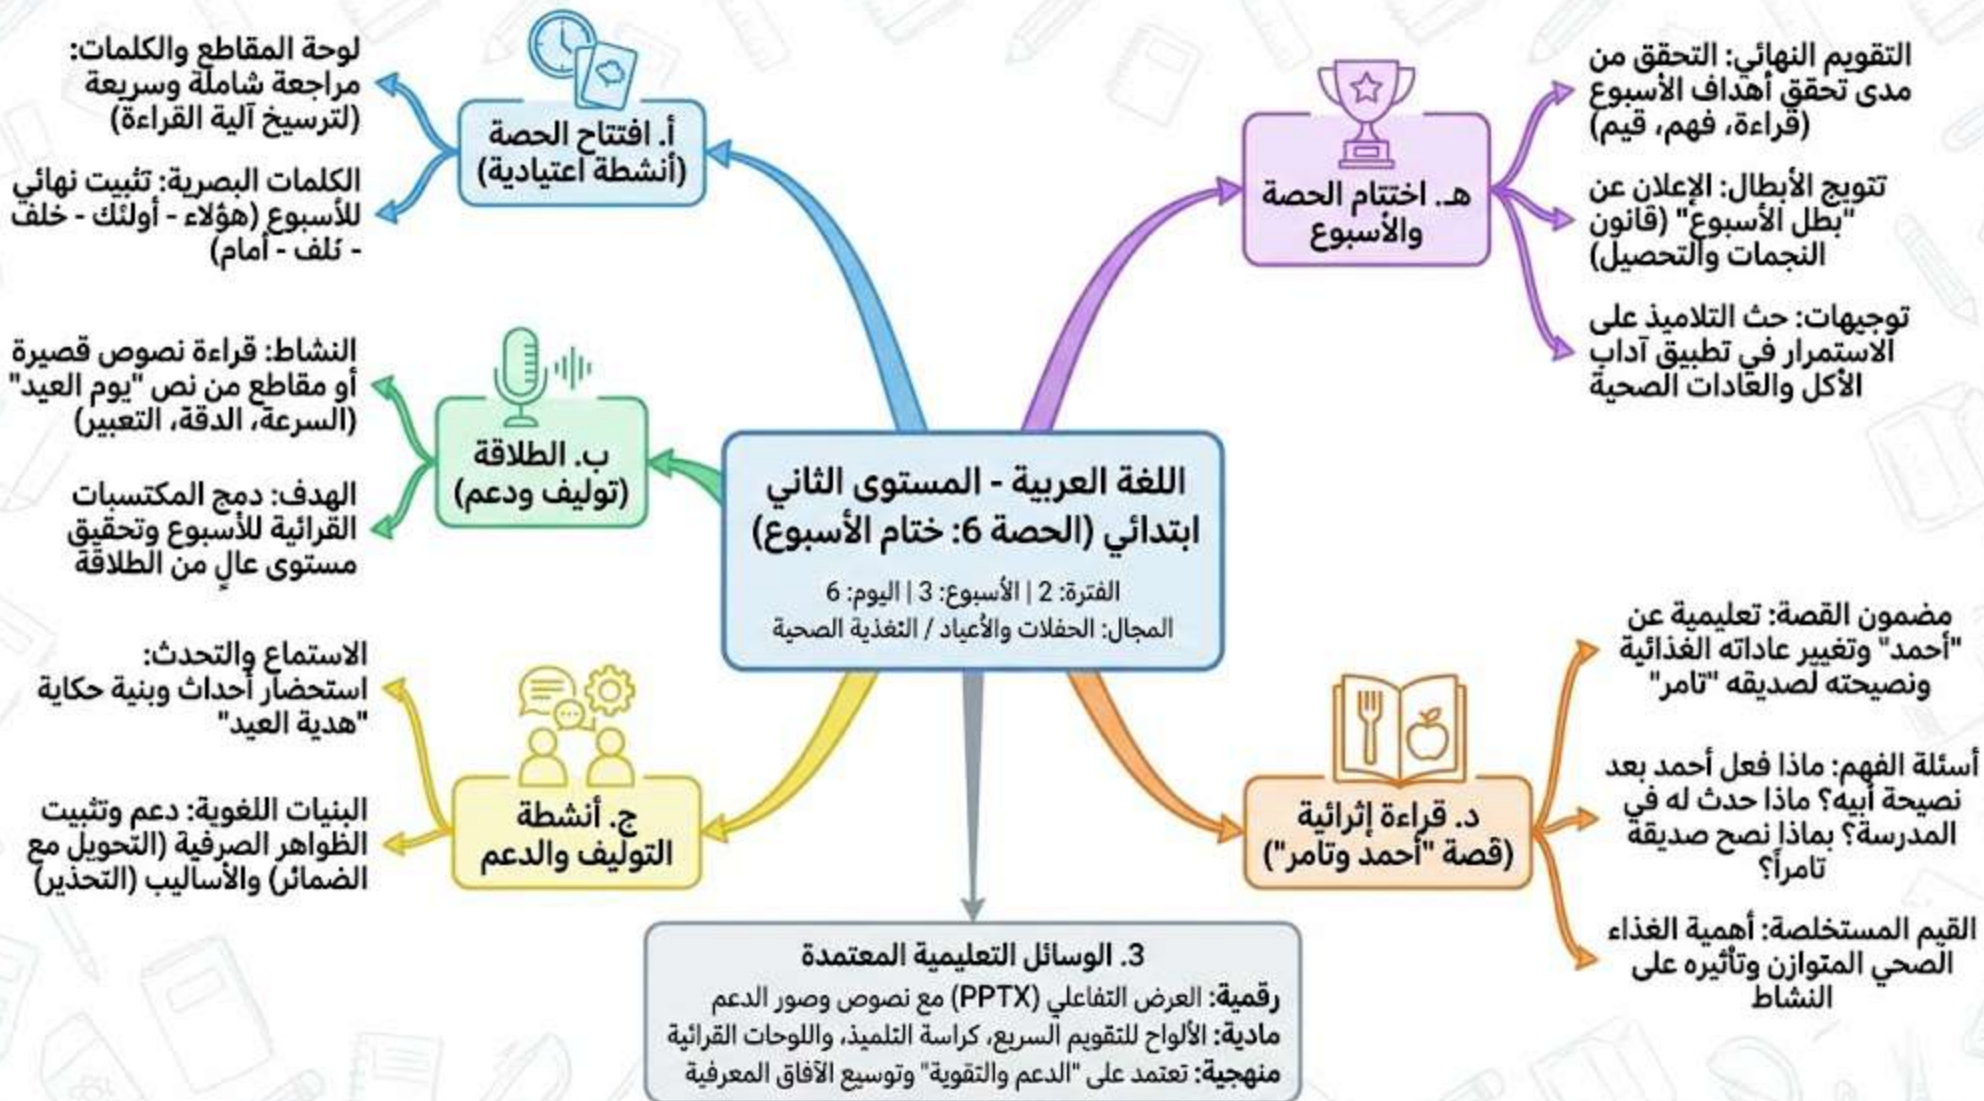 اللغة العربية - المستوى الثاني
ابتدائي (الحصة 6: ختام الأسبوع)
الفترة: 2 | الأسبوع: 3 | اليوم: 6
المجال: الحفلات والأعياد / التغذية الصحية
أ. افتتاح الحصة
(أنشطة اعتيادية)
لوحة المقاطع والكلمات:
مراجعة شاملة وسريعة
(لترسيخ آلية القراءة)
الكلمات البصرية: تثبيت نهائي
للأسبوع (هؤلاء - أولئك - خلف
- تلف - أمام)
ب. الطلاقة
(توليف ودعم)
النشاط: قراءة نصوص قصيرة
أو مقاطع من نص "يوم العيد"
(السرعة، الدقة، التعبير)
الهدف: دمج المكتسبات
القرائية للأسبوع وتحقيق
مستوى عالٍ من الطلاقة
ج. أنشطة
التوليف والدعم
الاستماع والتحدث:
استحضار أحداث وبنية حكاية
"هدية العيد"
البنيات اللغوية: دعم وتثبيت
الظواهر الصرفية (التحويل مع
الضمائر) والأساليب (التحذير)
د. قراءة إثرائية
(قصة "أحمد وتامر")
مضمون القصة: تعليمية عن
"أحمد" وتغيير عاداته الغذائية
ونصيحته لصديقه "تامر"
أسئلة الفهم: ماذا فعل أحمد بعد
نصيحة أبيه؟ ماذا حدث له في
المدرسة؟ بماذا نصح صديقه
تامراً؟
القيم المستخلصة: أهمية الغذاء
الصحي المتوازن وتأثيره على
النشاط
هـ. اختتام الحصة
والأسبوع
التقويم النهائي: التحقق من
مدى تحقق أهداف الأسبوع
(قراءة، فهم، قيم)
تتويج الأبطال: الإعلان عن
"بطل الأسبوع" (قانون
النجمات والتحصيل)
توجيهات: حث التلاميذ على
الاستمرار في تطبيق آداب
الأكل والعادات الصحية
3. الوسائل التعليمية المعتمدة
رقمية: العرض التفاعلي (PPTX) مع نصوص وصور الدعم
مادية: الألواح للتقويم السريع، كراسة التلميذ، واللوحات القرائية
منهجية: تعتمد على "الدعم والتقوية" وتوسيع الآفاق المعرفية